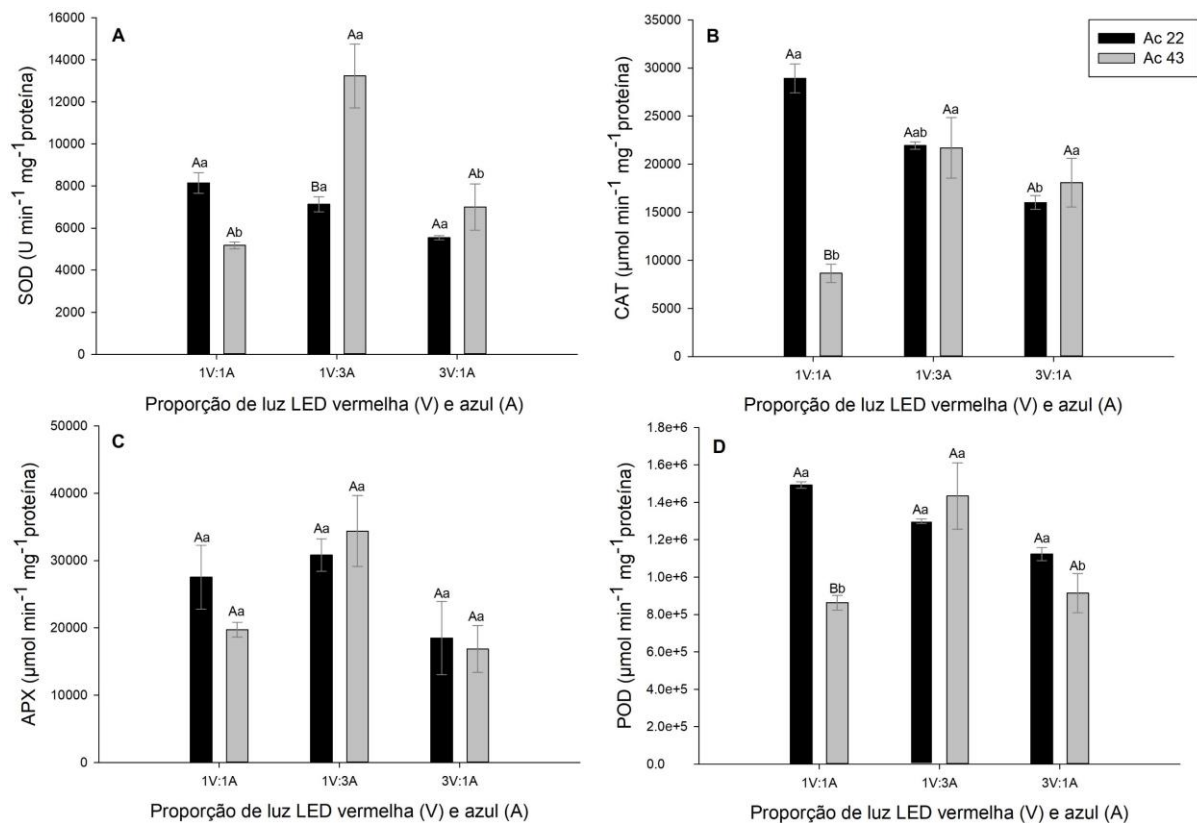 A
SOD (U min⁻¹ mg⁻¹proteína)
16000
14000
12000
10000
8000
6000
4000
2000
0
Aa
Ab
Ba
Aa
Aa
Ab
1V:1A
1V:3A
3V:1A
Proporção de luz LED vermelha (V) e azul (A)
B
Ac 22
Ac 43
CAT (µmol min⁻¹ mg⁻¹proteína)
35000
30000
25000
20000
15000
10000
5000
0
Aa
Bb
Aab
Aa
Ab
Aa
1V:1A
1V:3A
3V:1A
Proporção de luz LED vermelha (V) e azul (A)
C
APX (µmol min⁻¹ mg⁻¹proteína)
50000
40000
30000
20000
10000
0
Aa
Aa
Aa
Aa
Aa
Aa
1V:1A
1V:3A
3V:1A
Proporção de luz LED vermelha (V) e azul (A)
D
POD (µmol min⁻¹ mg⁻¹proteína)
1.8e+6
1.6e+6
1.4e+6
1.2e+6
1.0e+6
8.0e+5
6.0e+5
4.0e+5
2.0e+5
0.0
Aa
Bb
Aa
Aa
Aa
Ab
1V:1A
1V:3A
3V:1A
Proporção de luz LED vermelha (V) e azul (A)